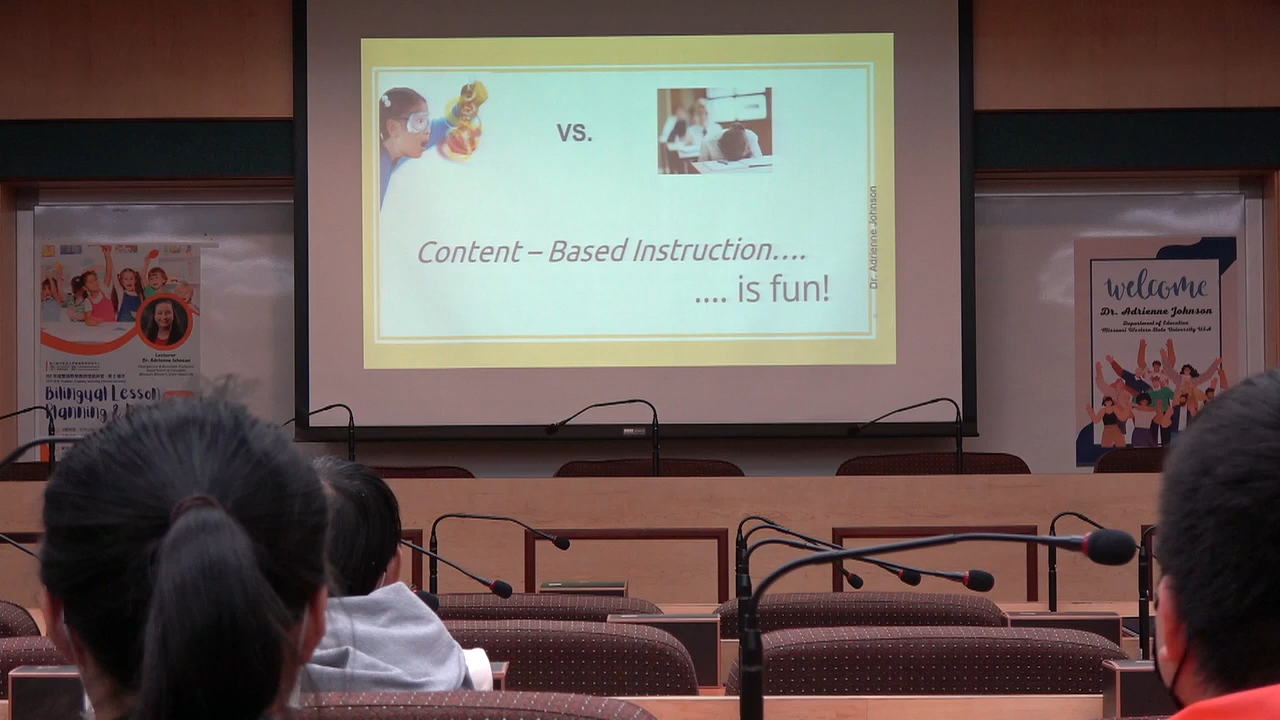 vs.
Content – Based Instruction....
.... is fun!
Dr. Adrienne Johnson
Lecturer
Dr. Adrienne Johnson
Bilingual Lesson
Planning &
welcome
Dr. Adrienne Johnson
Department of Education
Missouri Western State University USA